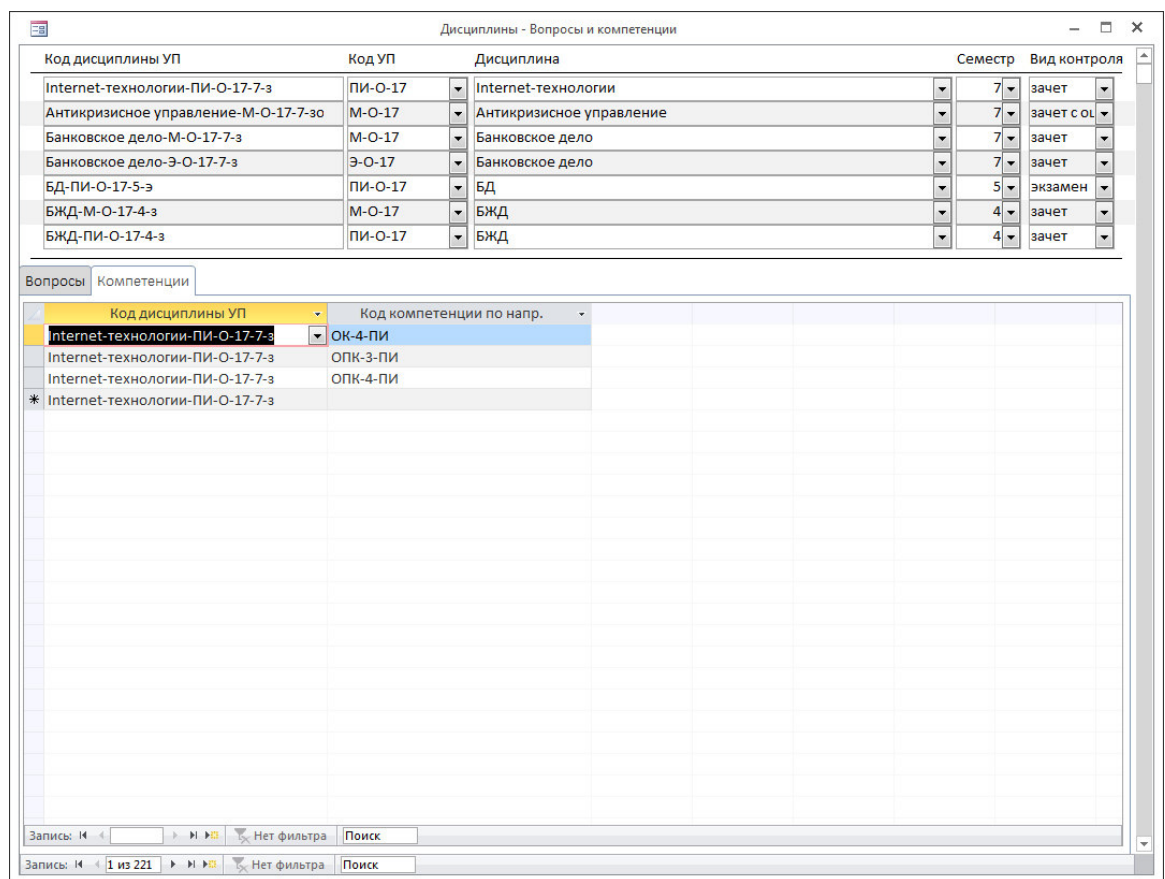 Дисциплины - Вопросы и компетенции
Код дисциплины УП Код УП Дисциплина Семестр Вид контроля
Internet-технологии-ПИ-О-17-7-з ПИ-О-17 Internet-технологии 7 зачет
Антикризисное управление-М-О-17-7-зо М-О-17 Антикризисное управление 7 зачет с оц
Банковское дело-М-О-17-7-з М-О-17 Банковское дело 7 зачет
Банковское дело-Э-О-17-7-з Э-О-17 Банковское дело 7 зачет
БД-ПИ-О-17-5-э ПИ-О-17 БД 5 экзамен
БЖД-М-О-17-4-з М-О-17 БЖД 4 зачет
БЖД-ПИ-О-17-4-з ПИ-О-17 БЖД 4 зачет
Вопросы Компетенции
Код дисциплины УП Код компетенции по напр.
Internet-технологии-ПИ-О-17-7-з ОК-4-ПИ
Internet-технологии-ПИ-О-17-7-з ОПК-3-ПИ
Internet-технологии-ПИ-О-17-7-з ОПК-4-ПИ
Internet-технологии-ПИ-О-17-7-з
Запись: Нет фильтра Поиск
Запись: 1 из 221 Нет фильтра Поиск